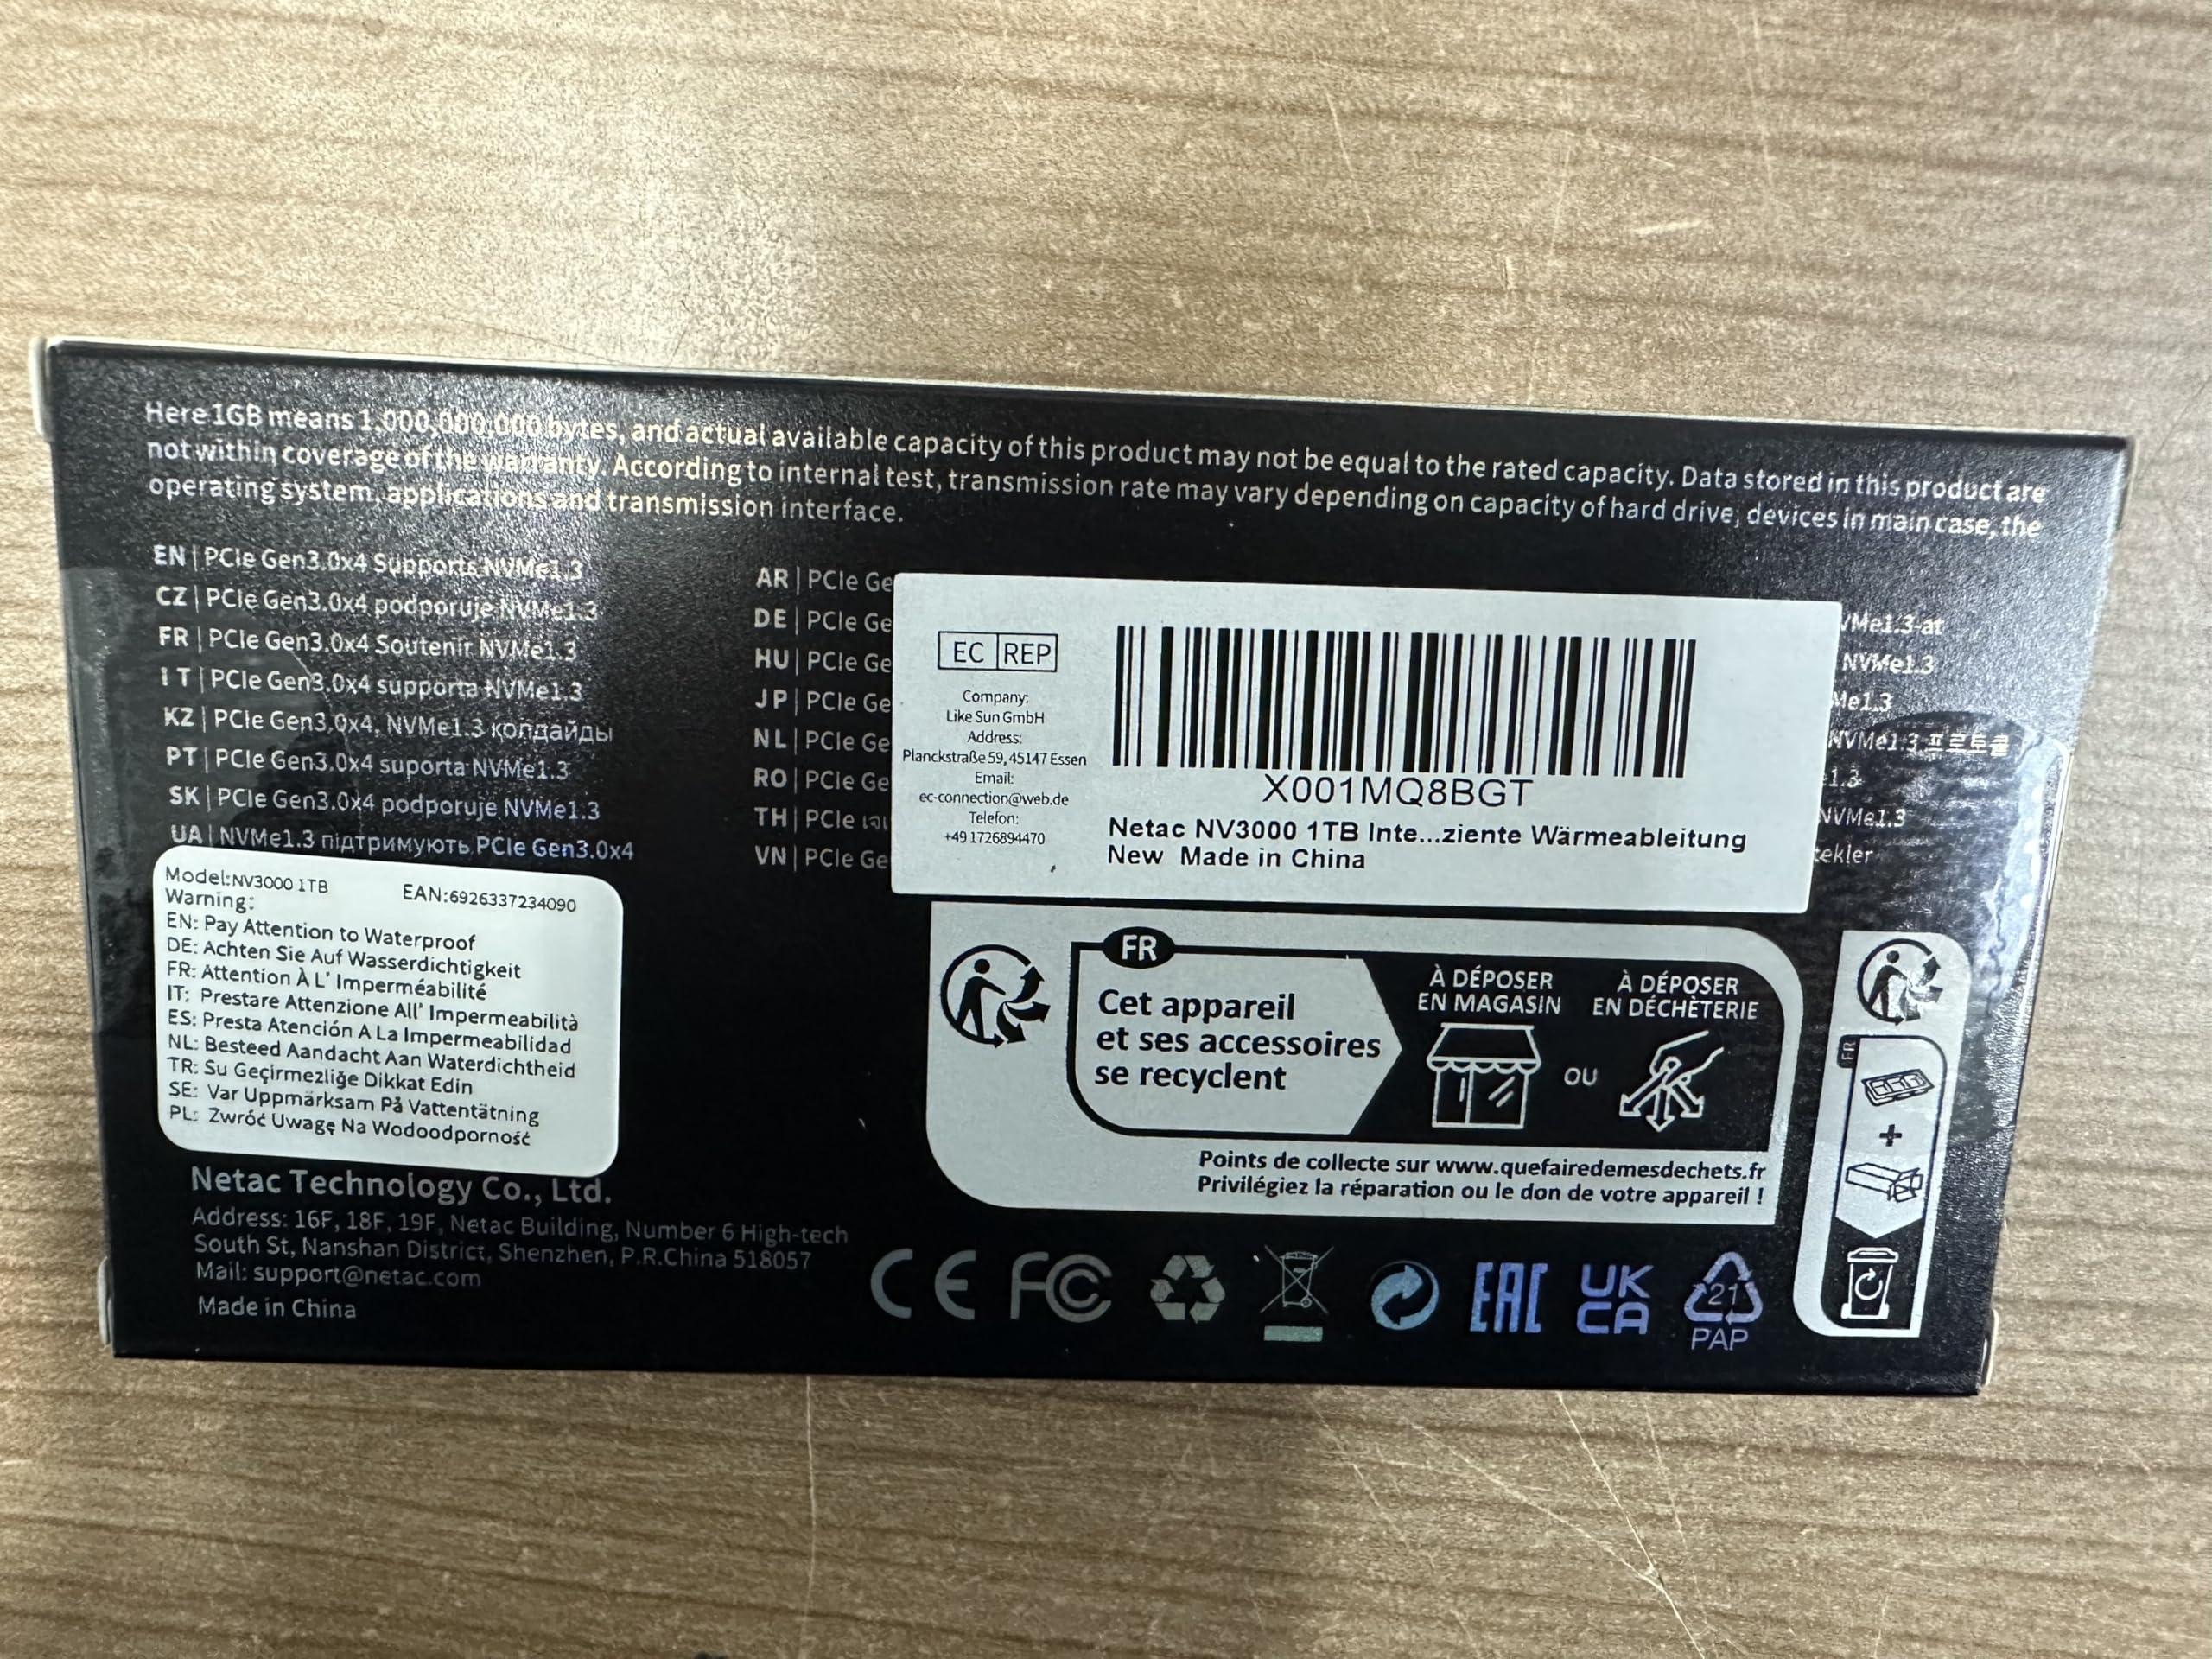 Here 1GB means 1,000,000,000 bytes, and actual available capacity of this product may not be equal to the rated capacity. Data stored in this product are
not within coverage of the warranty. According to internal test, transmission rate may vary depending on capacity of hard drive, devices in main case, the
operating system, applications and transmission interface.
EN | PCIe Gen3.0x4 Supports NVMe1.3
CZ | PCIe Gen3.0x4 podporuje NVMe1.3
FR | PCIe Gen3.0x4 Soutenir NVMe1.3
IT | PCIe Gen3.0x4 supporta NVMe1.3
KZ | PCIe Gen3.0x4, NVMe1.3 қолдайды
PT | PCIe Gen3.0x4 suporta NVMe1.3
SK | PCIe Gen3.0x4 podporuje NVMe1.3
UA | NVMe1.3 підтримують PCIe Gen3.0x4
AR | PCIe Ge
DE | PCIe Ge
HU | PCIe Ge
JP | PCIe Ge
NL | PCIe Ge
RO | PCIe Ge
TH | PCIe
VN | PCIe Ge
VMe1.3-at
NVMe1.3
Me1.3
NVMe1.3 프로토콜
1.3
NVMe1.3
tekler
EC REP
Company:
Like Sun GmbH
Address:
Planckstraße 59, 45147 Essen
Email:
ec-connection@web.de
Telefon:
+49 1726894470
X001MQ8BGT
Netac NV3000 1TB Inte...ziente Wärmeableitung
New Made in China
Model:NV3000 1TB EAN:6926337234090
Warning:
EN: Pay Attention to Waterproof
DE: Achten Sie Auf Wasserdichtigkeit
FR: Attention À L' Imperméabilité
IT: Prestare Attenzione All' Impermeabilità
ES: Presta Atención A La Impermeabilidad
NL: Besteed Aandacht Aan Waterdichtheid
TR: Su Geçirmezliğe Dikkat Edin
SE: Var Uppmärksam På Vattentätning
PL: Zwróć Uwagę Na Wodoodporność
Netac Technology Co., Ltd.
Address: 16F, 18F, 19F, Netac Building, Number 6 High-tech
South St, Nanshan District, Shenzhen, P.R.China 518057
Mail: support@netac.com
Made in China
FR
Cet appareil
et ses accessoires
se recyclent
À DÉPOSER
EN MAGASIN
OU
À DÉPOSER
EN DÉCHÈTERIE
Points de collecte sur www.quefairedemesdechets.fr
Privilégiez la réparation ou le don de votre appareil !
FR
+
CE FC EAC UK
CA
21
PAP